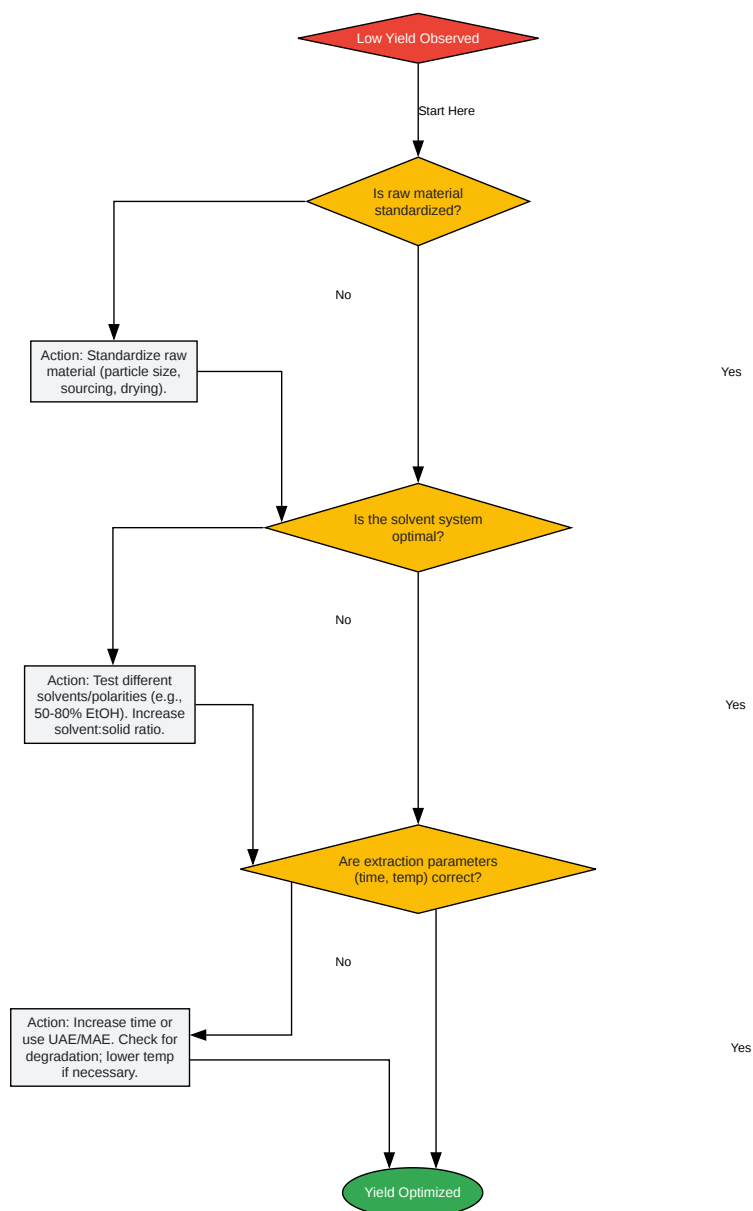 Low Yield Observed
Start Here
Is raw material
standardized?
No
Action: Standardize raw
material (particle size,
sourcing, drying).
Yes
Is the solvent system
optimal?
No
Action: Test different
solvents/polarities (e.g.,
50-80% EtOH). Increase
solvent:solid ratio.
Yes
Are extraction parameters
(time, temp) correct?
No
Action: Increase time or
use UAE/MAE. Check for
degradation; lower temp
if necessary.
Yes
Yield Optimized